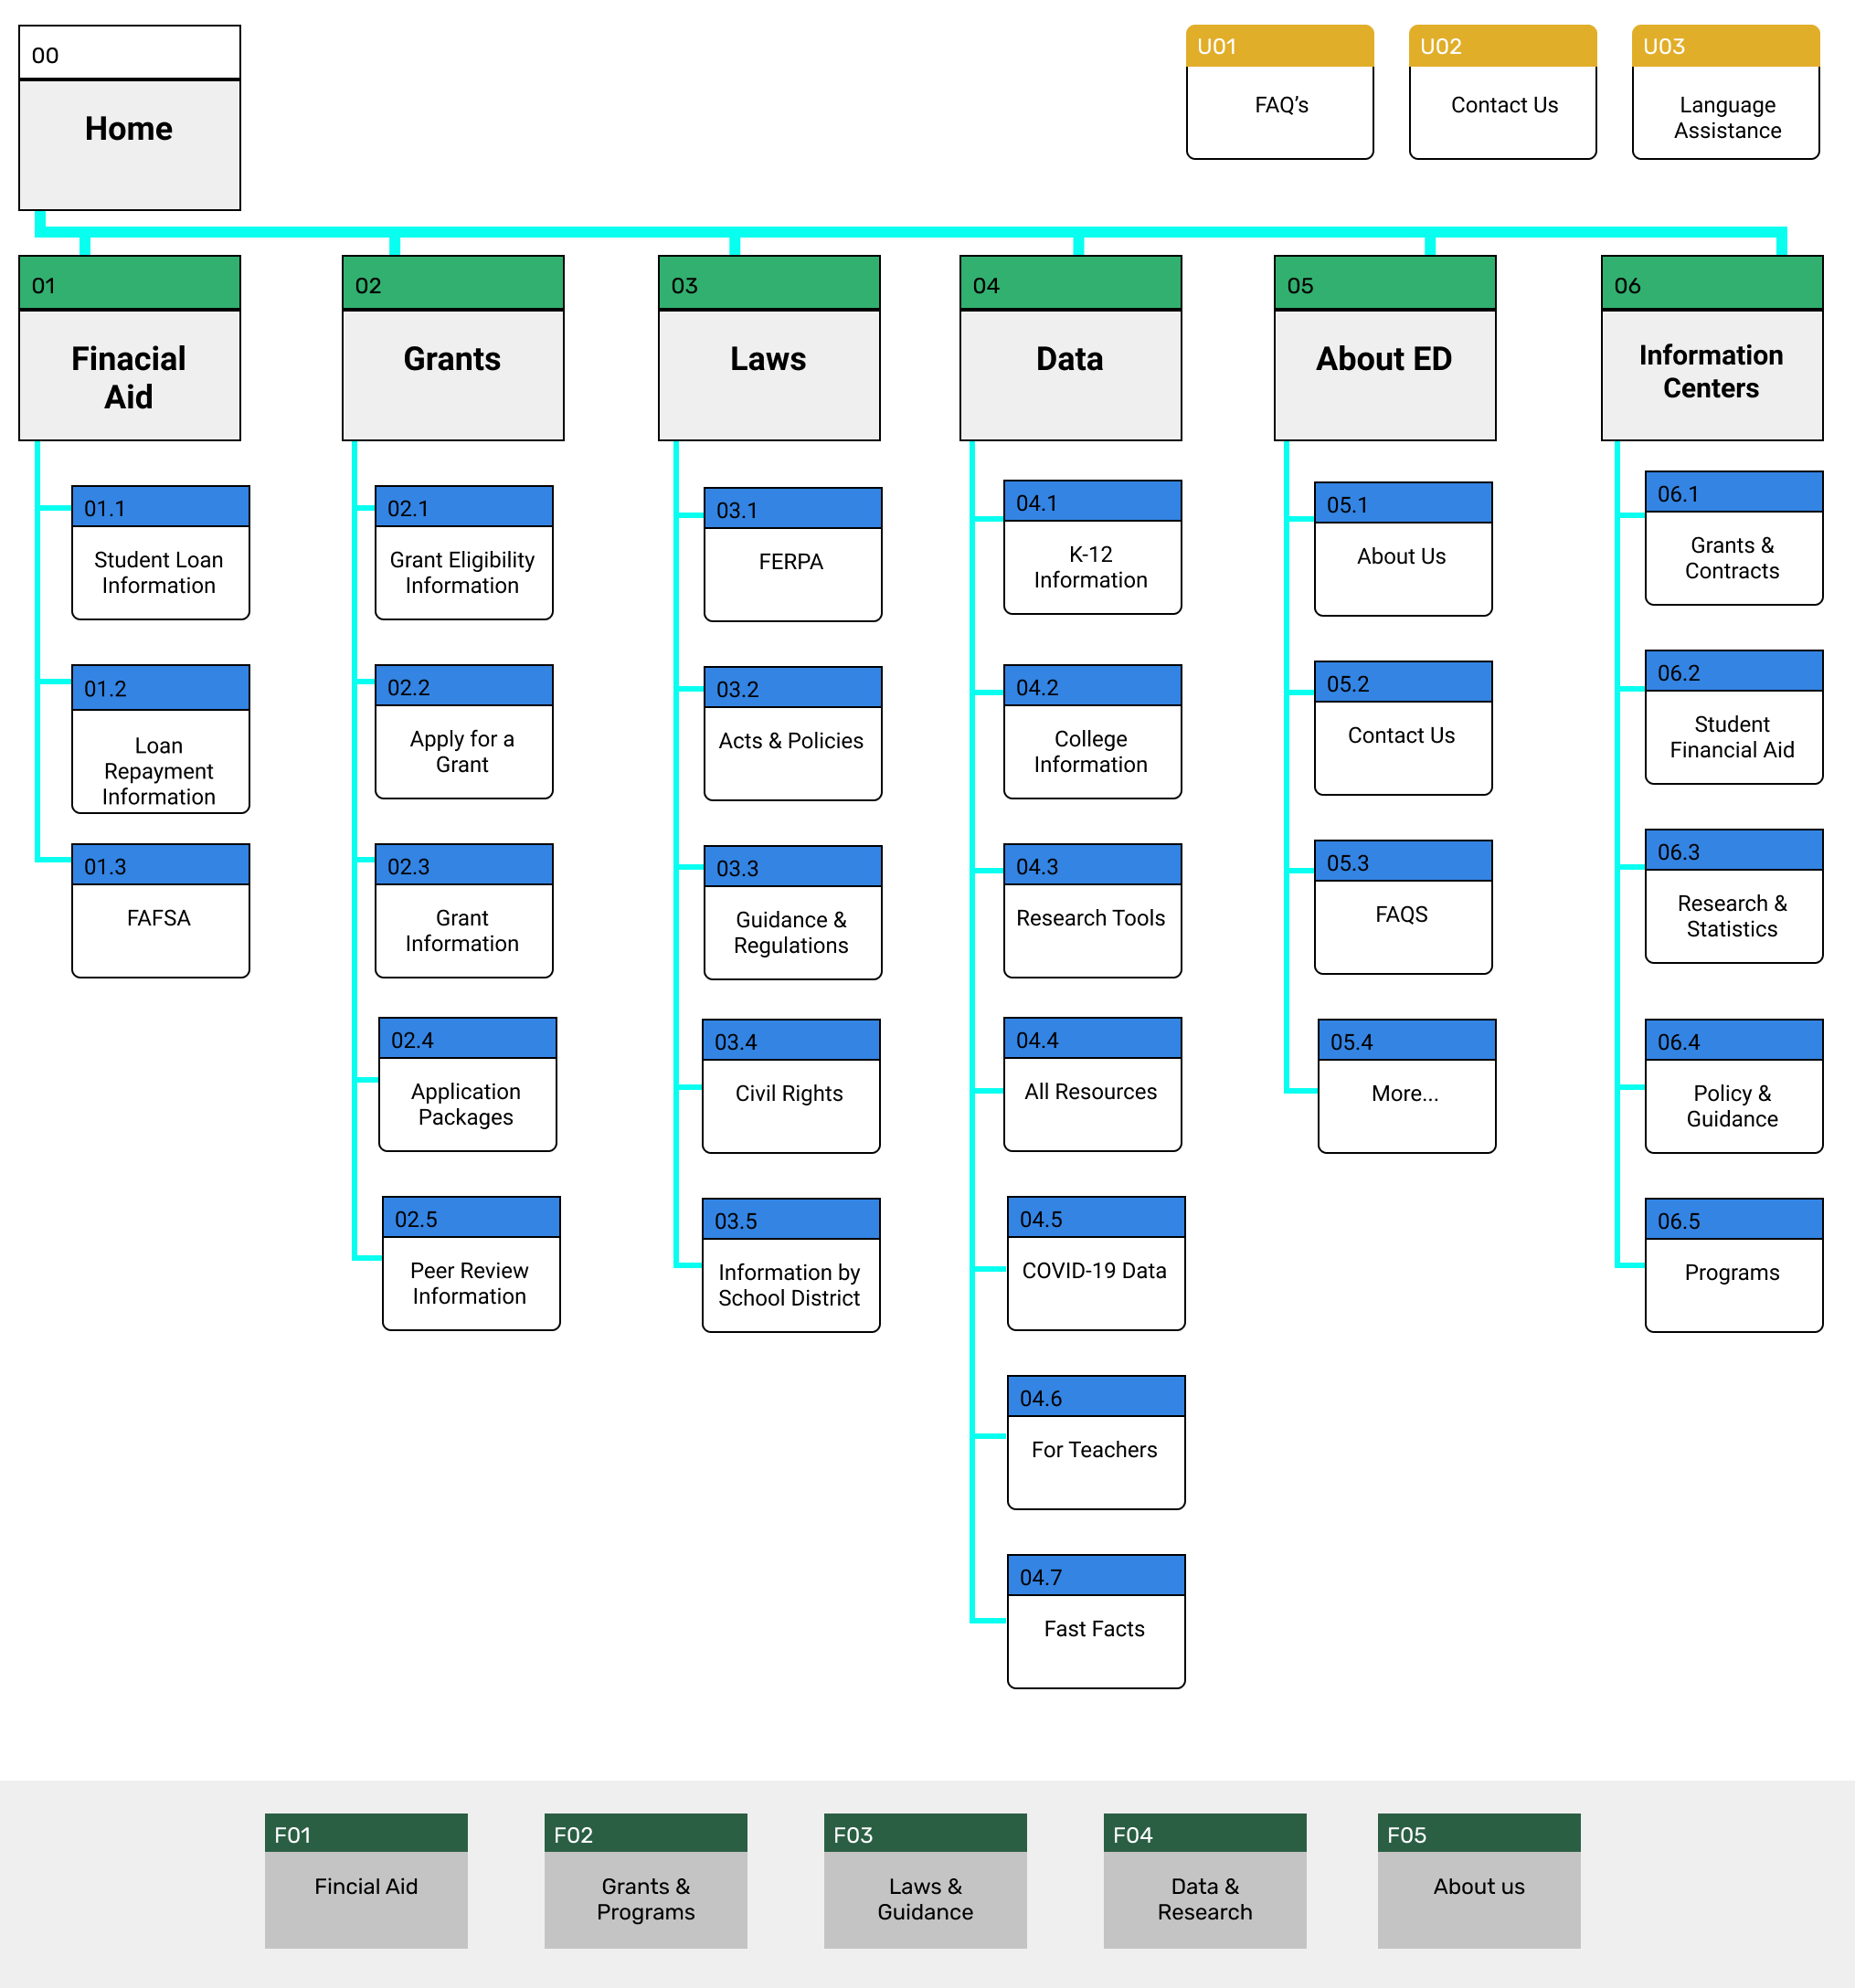 00
Home
U01
FAQ’s
U02
Contact Us
U03
Language
Assistance
01
Finacial
Aid
02
Grants
03
Laws
04
Data
05
About ED
06
Information
Centers
01.1
Student Loan
Information
01.2
Loan
Repayment
Information
01.3
FAFSA
02.1
Grant Eligibility
Information
02.2
Apply for a
Grant
02.3
Grant
Information
02.4
Application
Packages
02.5
Peer Review
Information
03.1
FERPA
03.2
Acts & Policies
03.3
Guidance &
Regulations
03.4
Civil Rights
03.5
Information by
School District
04.1
K-12
Information
04.2
College
Information
04.3
Research Tools
04.4
All Resources
04.5
COVID-19 Data
04.6
For Teachers
04.7
Fast Facts
05.1
About Us
05.2
Contact Us
05.3
FAQS
05.4
More...
06.1
Grants &
Contracts
06.2
Student
Financial Aid
06.3
Research &
Statistics
06.4
Policy &
Guidance
06.5
Programs
F01
Fincial Aid
F02
Grants &
Programs
F03
Laws &
Guidance
F04
Data &
Research
F05
About us